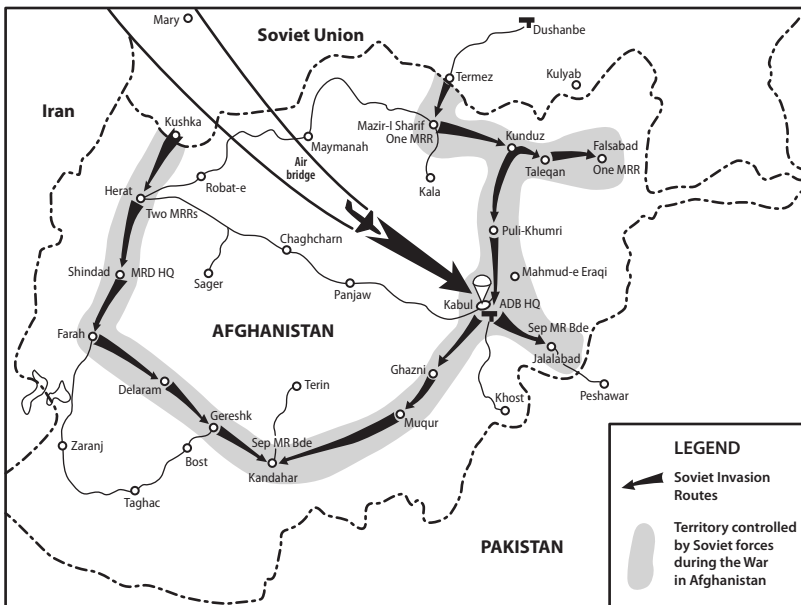 Mary
Soviet Union
Dushanbe
Iran
Termez
Kulyab
Kushka
Mazir-I Sharif
One MRR
Kunduz
Falsabad
One MRR
Maymanah
Air
bridge
Taleqan
Robat-e
Kala
Herat
Two MRRs
Puli-Khumri
Chaghcharn
Shindad
MRD HQ
Sager
Panjaw
Mahmud-e Eraqi
Kabul
ADB HQ
AFGHANISTAN
Farah
Sep MR Bde
Jalalabad
Ghazni
Peshawar
Delaram
Terin
Khost
Gereshk
Muqur
Zaranj
Bost
Sep MR Bde
Kandahar
Taghac
PAKISTAN
LEGEND
Soviet Invasion
Routes
Territory controlled
by Soviet forces
during the War
in Afghanistan